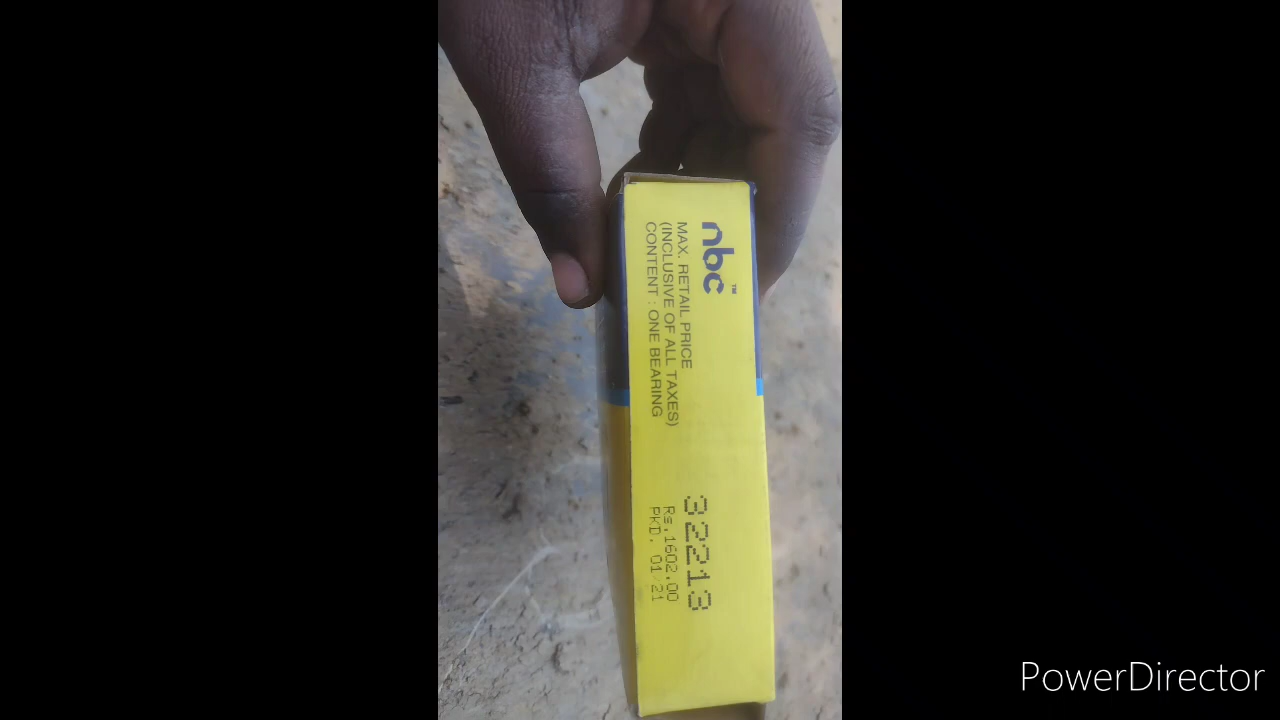 nbc™
MAX. RETAIL PRICE
(INCLUSIVE OF ALL TAXES)
CONTENT : ONE BEARING
32213
Rs.1602.00
PKD. 01/21
PowerDirector